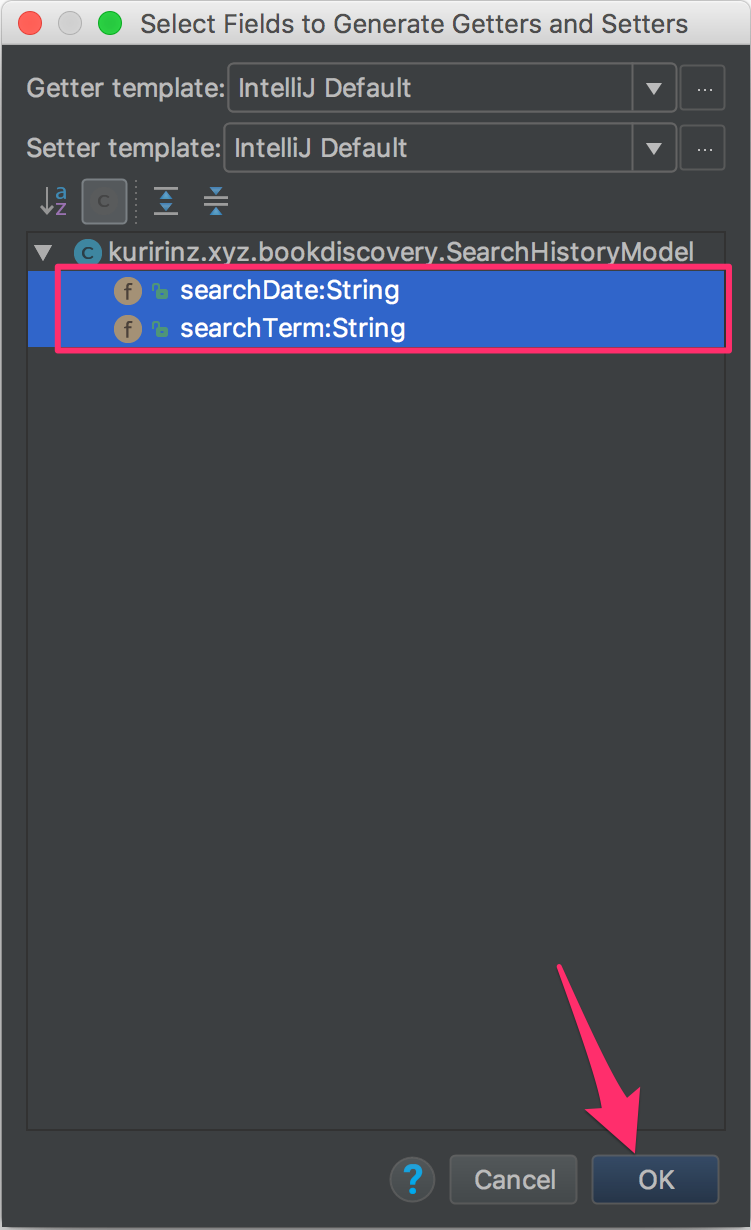 Select Fields to Generate Getters and Setters
Getter template: IntelliJ Default ...
Setter template: IntelliJ Default ...
a
z C
C kuririnz.xyz.bookdiscovery.SearchHistoryModel
f searchDate:String
f searchTerm:String
? Cancel OK